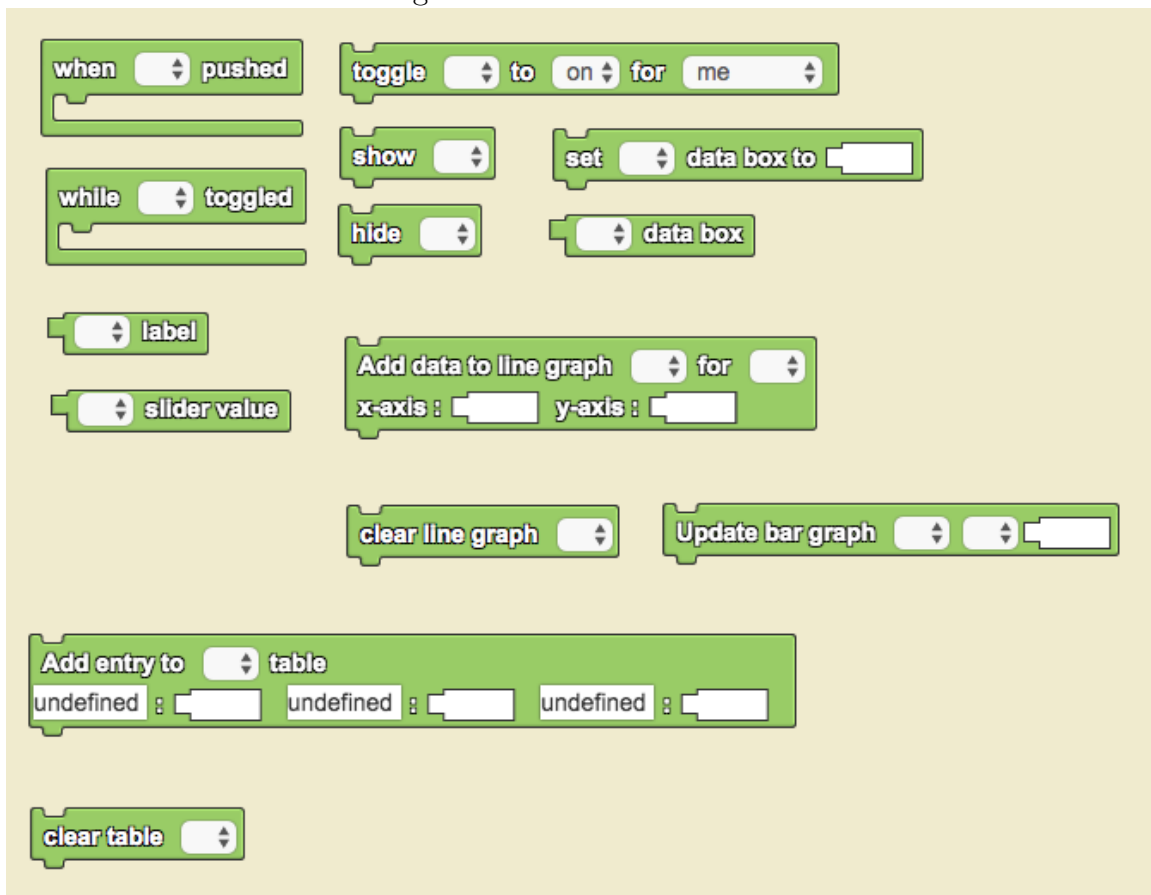 when pushed
toggle to on for me
show
set data box to
while toggled
hide
data box
label
Add data to line graph for
x-axis : y-axis :
slider value
clear line graph
Update bar graph
Add entry to table
undefined : undefined : undefined :
clear table